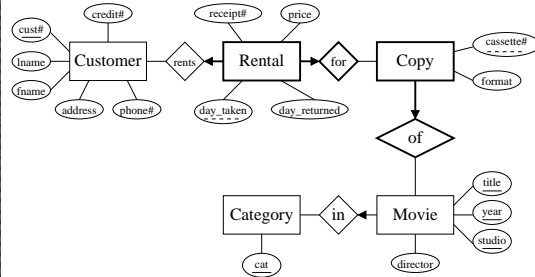 credit#
receipt#
price
cust#
cassette#
lname
Customer
rents
Rental
for
Copy
fname
format
address
phone#
day_taken
day_returned
of
title
Category
in
Movie
year
studio
cat
director